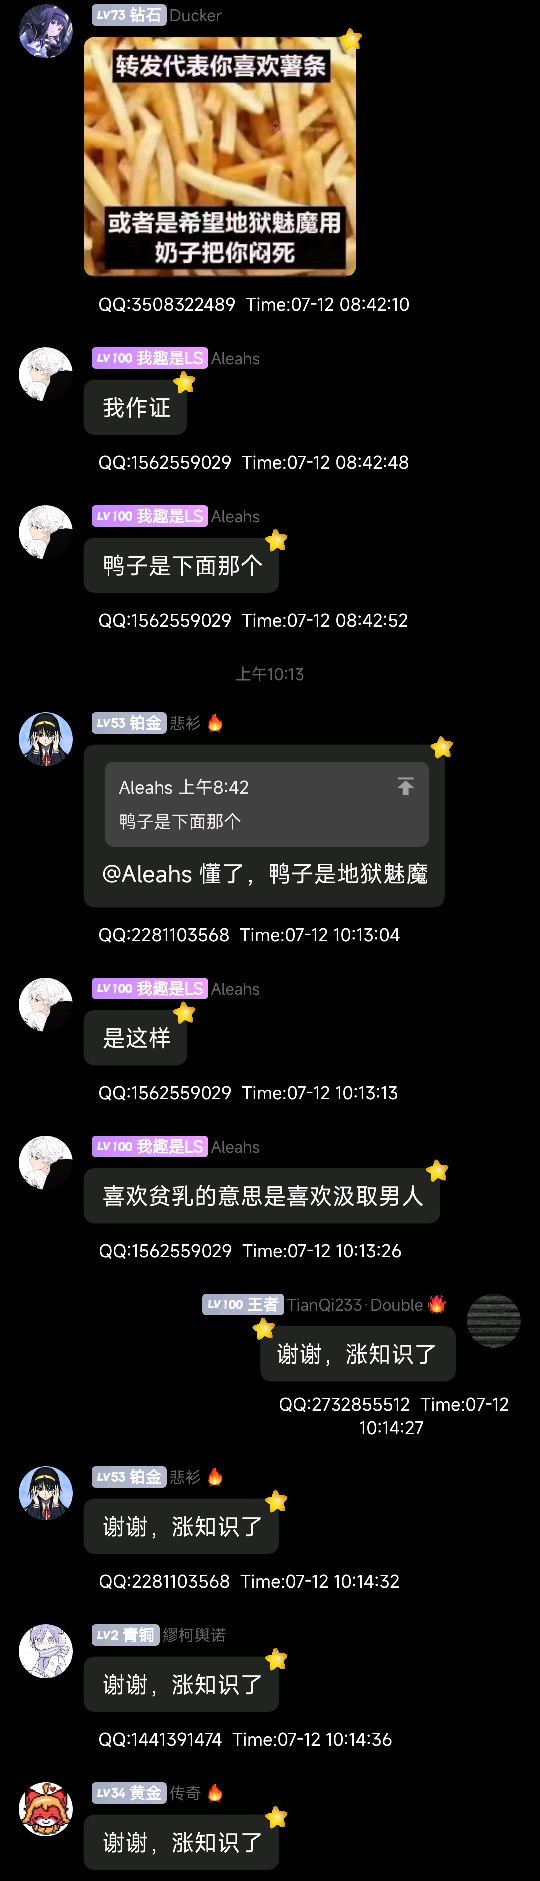 LV73 钻石 Ducker
转发代表你喜欢薯条
或者是希望地狱魅魔用
奶子把你闷死
QQ:3508322489 Time:07-12 08:42:10
LV100 我趣是LS Aleahs
我作证
QQ:1562559029 Time:07-12 08:42:48
LV100 我趣是LS Aleahs
鸭子是下面那个
QQ:1562559029 Time:07-12 08:42:52
上午10:13
LV53 铂金 悲衫
Aleahs 上午8:42
鸭子是下面那个
@Aleahs 懂了，鸭子是地狱魅魔
QQ:2281103568 Time:07-12 10:13:04
LV100 我趣是LS Aleahs
是这样
QQ:1562559029 Time:07-12 10:13:13
LV100 我趣是LS Aleahs
喜欢贫乳的意思是喜欢汲取男人
QQ:1562559029 Time:07-12 10:13:26
LV100 王者 TianQi233·Double
谢谢，涨知识了
QQ:2732855512 Time:07-12
10:14:27
LV53 铂金 悲衫
谢谢，涨知识了
QQ:2281103568 Time:07-12 10:14:32
LV2 青铜 繆柯舆诺
谢谢，涨知识了
QQ:1441391474 Time:07-12 10:14:36
LV34 黄金 传奇
谢谢，涨知识了